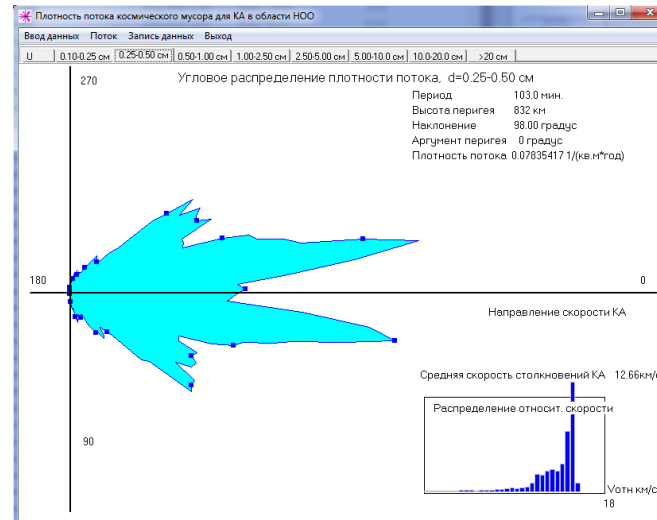 Плотность потока космического мусора для КА в области НОО
Ввод данных Поток Запись данных Выход
U 0.10-0.25 см 0.25-0.50 см 0.50-1.00 см 1.00-2.50 см 2.50-5.00 см 5.00-10.0 см 10.0-20.0 см >20 см
270 Угловое распределение плотности потока, d=0.25-0.50 см
Период 103.0 мин.
Высота перигея 832 км
Наклонение 98.00 градус
Аргумент перигея 0 градус
Плотность потока 0.07835417 1/(кв.м*год)
180 0
Направление скорости КА
Средняя скорость столкновений КА 12.66км/с
Распределение относит. скорости
90
Vотн км/с
18